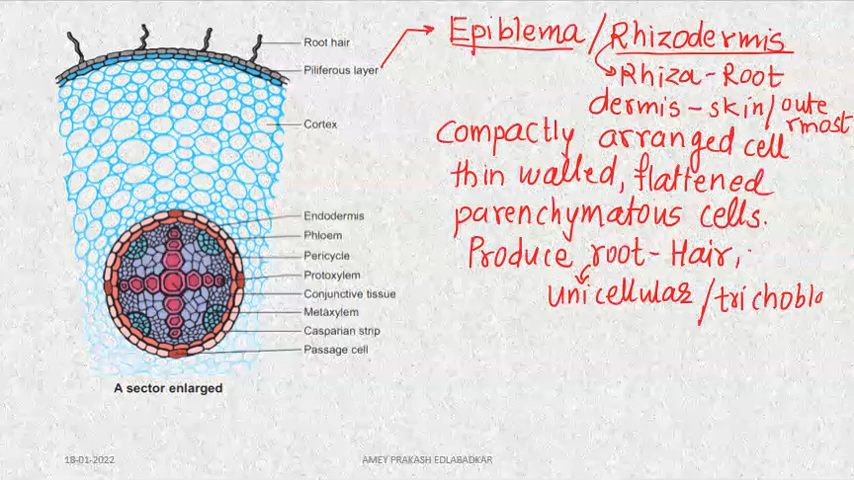 Root hair
Piliferous layer
Cortex
Endodermis
Phloem
Pericycle
Protoxylem
Conjunctive tissue
Metaxylem
Casparian strip
Passage cell
A sector enlarged
Epiblema / Rhizodermis
Rhiza - Root
dermis - skin / oute
rmost
Compactly arranged cell
thin walled, flattened
parenchymatous cells.
Produce root - Hair,
unicellular / trichoblo
18-01-2022
AMEY PRAKASH EDLABADKAR